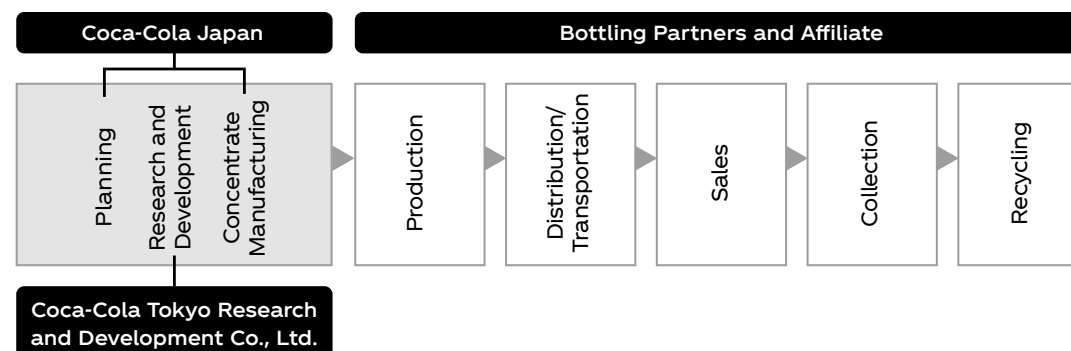 Coca-Cola Japan
Bottling Partners and Affiliate
Planning
Research and
Development
Concentrate
Manufacturing
Production
Distribution/
Transportation
Sales
Collection
Recycling
Coca-Cola Tokyo Research
and Development Co., Ltd.